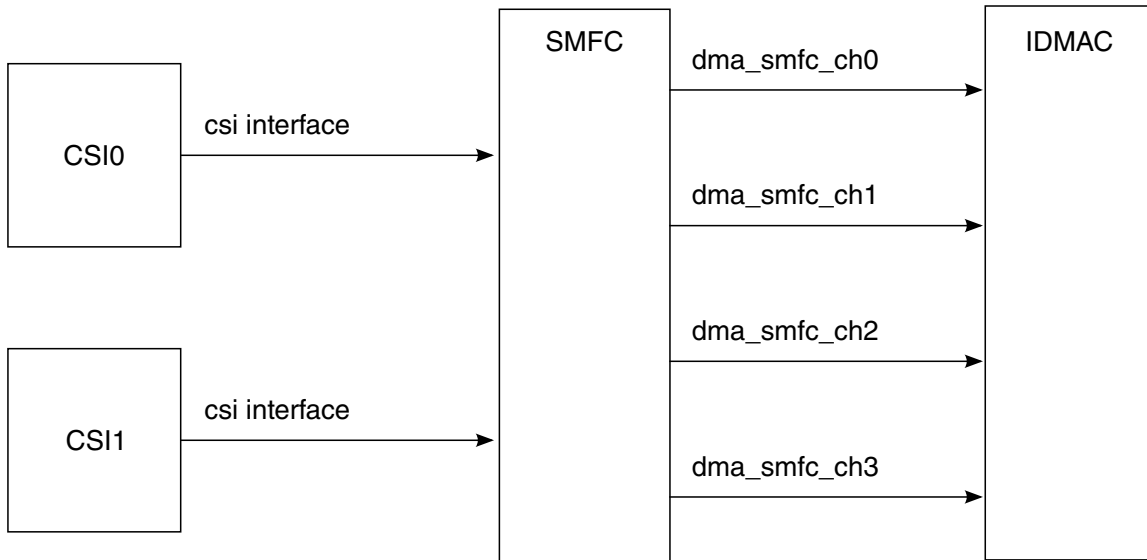 SMFC
IDMAC
dma_smfc_ch0
csi interface
CSI0
dma_smfc_ch1
dma_smfc_ch2
csi interface
CSI1
dma_smfc_ch3